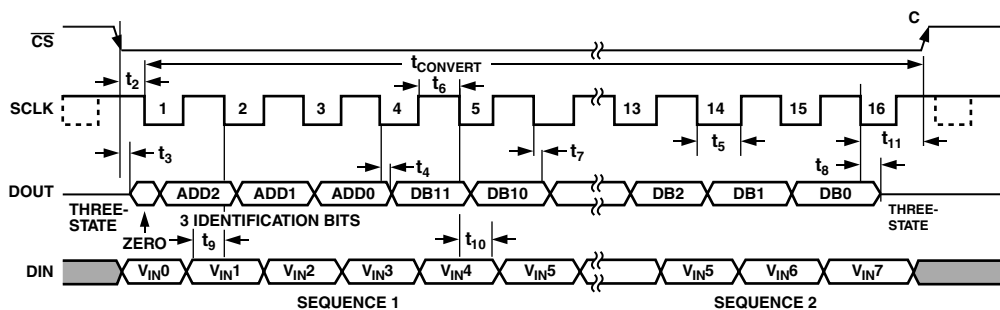 C
CS
tCONVERT
t2
t6
SCLK
1 2 3 4 5 13 14 15 16
t3
t4
t7
t5
t11
t8
DOUT
ADD2 ADD1 ADD0 DB11 DB10 DB2 DB1 DB0
THREE-
STATE
3 IDENTIFICATION BITS
THREE-
STATE
ZERO
t9
t10
DIN
VIN0 VIN1 VIN2 VIN3 VIN4 VIN5 VIN5 VIN6 VIN7
SEQUENCE 1 SEQUENCE 2